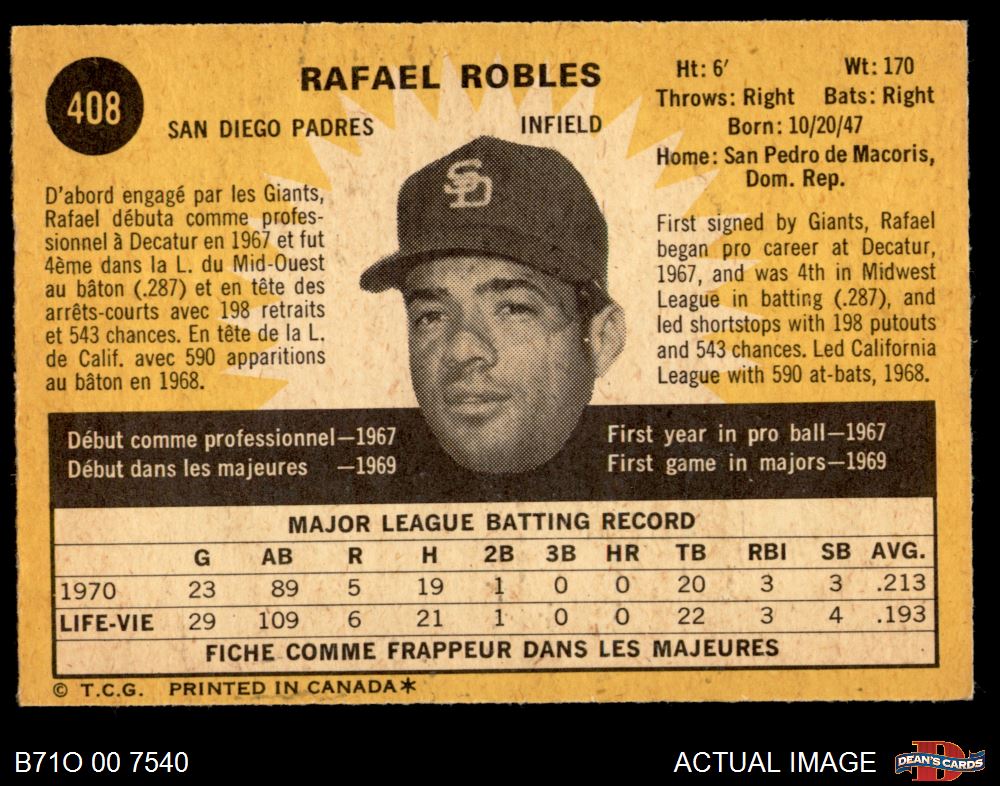 408
RAFAEL ROBLES
SAN DIEGO PADRES
INFIELD
Ht: 6′ Wt: 170
Throws: Right Bats: Right
Born: 10/20/47
Home: San Pedro de Macoris,
Dom. Rep.
D'abord engagé par les Giants,
Rafael débuta comme profes-
sionnel à Decatur en 1967 et fut
4ème dans la L. du Mid-Ouest
au bâton (.287) et en tête des
arrêts-courts avec 198 retraits
et 543 chances. En tête de la L.
de Calif. avec 590 apparitions
au bâton en 1968.
SD
First signed by Giants, Rafael
began pro career at Decatur,
1967, and was 4th in Midwest
League in batting (.287), and
led shortstops with 198 putouts
and 543 chances. Led California
League with 590 at-bats, 1968.
Début comme professionnel—1967
Début dans les majeures —1969
First year in pro ball—1967
First game in majors—1969
MAJOR LEAGUE BATTING RECORD
G AB R H 2B 3B HR TB RBI SB AVG.
1970 23 89 5 19 1 0 0 20 3 3 .213
LIFE-VIE 29 109 6 21 1 0 0 22 3 4 .193
FICHE COMME FRAPPEUR DANS LES MAJEURES
© T.C.G. PRINTED IN CANADA*
B71O 00 7540
ACTUAL IMAGE
D
DEAN'S CARDS